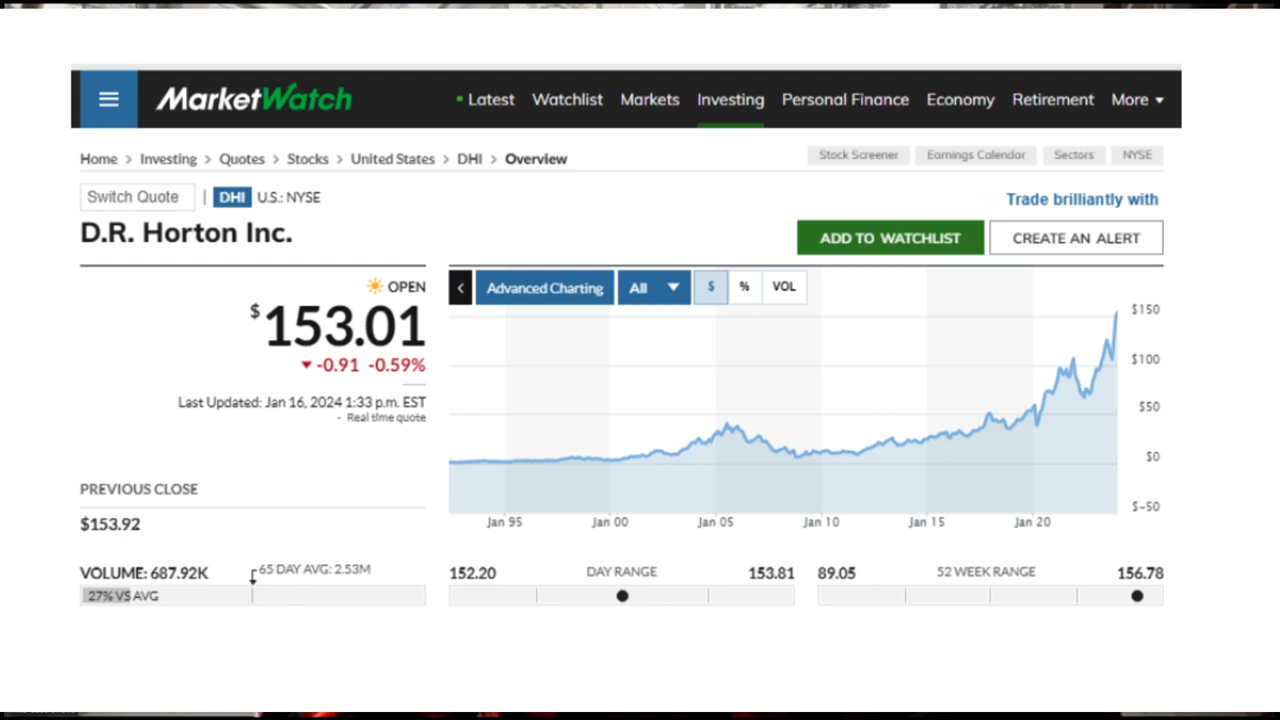 MarketWatch
Latest Watchlist Markets Investing Personal Finance Economy Retirement More
Home > Investing > Quotes > Stocks > United States > DHI > Overview
Stock Screener Earnings Calendar Sectors NYSE
Switch Quote | DHI U.S.: NYSE
Trade brilliantly with
D.R. Horton Inc.
ADD TO WATCHLIST CREATE AN ALERT
OPEN
$153.01
-0.91 -0.59%
Last Updated: Jan 16, 2024 1:33 p.m. EST
- Real time quote
PREVIOUS CLOSE
$153.92
Advanced Charting All $ % VOL
$150
$100
$50
$0
$-50
Jan 95 Jan 00 Jan 05 Jan 10 Jan 15 Jan 20
VOLUME: 687.92K 65 DAY AVG: 2.53M
27% VS AVG
152.20 DAY RANGE 153.81
89.05 52 WEEK RANGE 156.78